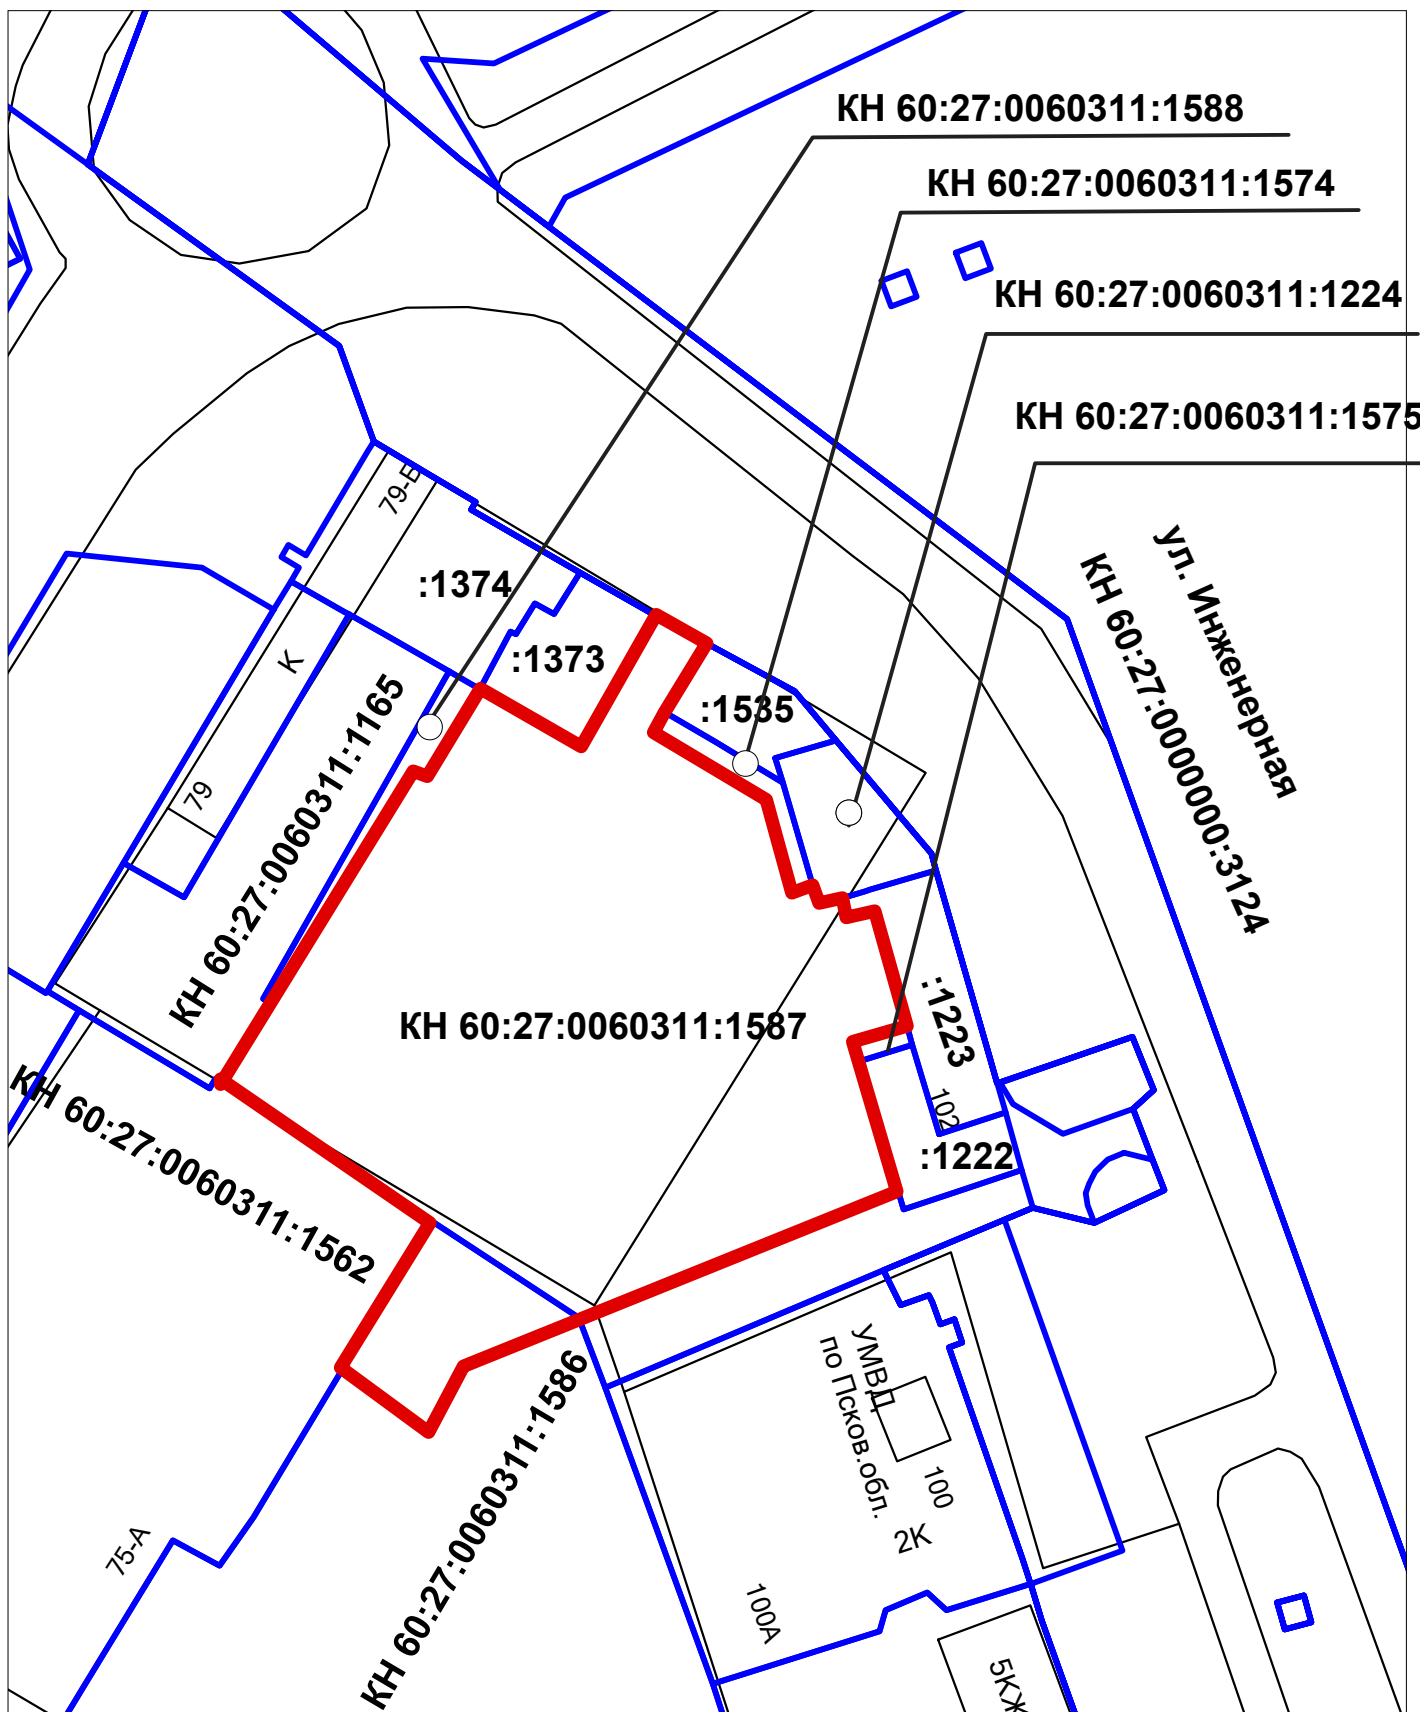 КН 60:27:0060311:1588
КН 60:27:0060311:1574
КН 60:27:0060311:1224
КН 60:27:0060311:1575
ул. Инженерная
КН 60:27:0000000:3124
:1374
:1373
:1535
К
79
КН 60:27:0060311:1165
КН 60:27:0060311:1587
:1223
102
:1222
КН 60:27:0060311:1562
КН 60:27:0060311:1586
УМВД
по Псков.обл.
100
2К
75-А
100А
5КЖ